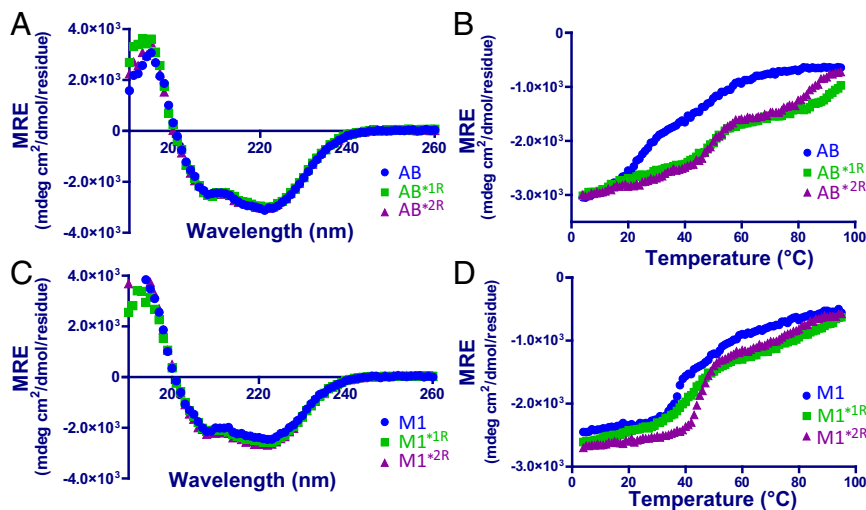 A
MRE
(mdeg cm²/dmol/residue)
4.0×10³
2.0×10³
0
-2.0×10³
-4.0×10³
200
220
240
260
AB
AB*1R
AB*2R
Wavelength (nm)
B
MRE
(mdeg cm²/dmol/residue)
0
-1.0×10³
-2.0×10³
-3.0×10³
0
20
40
60
80
100
AB
AB*1R
AB*2R
Temperature (°C)
C
MRE
(mdeg cm²/dmol/residue)
4.0×10³
2.0×10³
0
-2.0×10³
-4.0×10³
200
220
240
260
M1
M1*1R
M1*2R
Wavelength (nm)
D
MRE
(mdeg cm²/dmol/residue)
0
-1.0×10³
-2.0×10³
-3.0×10³
0
20
40
60
80
100
M1
M1*1R
M1*2R
Temperature (°C)